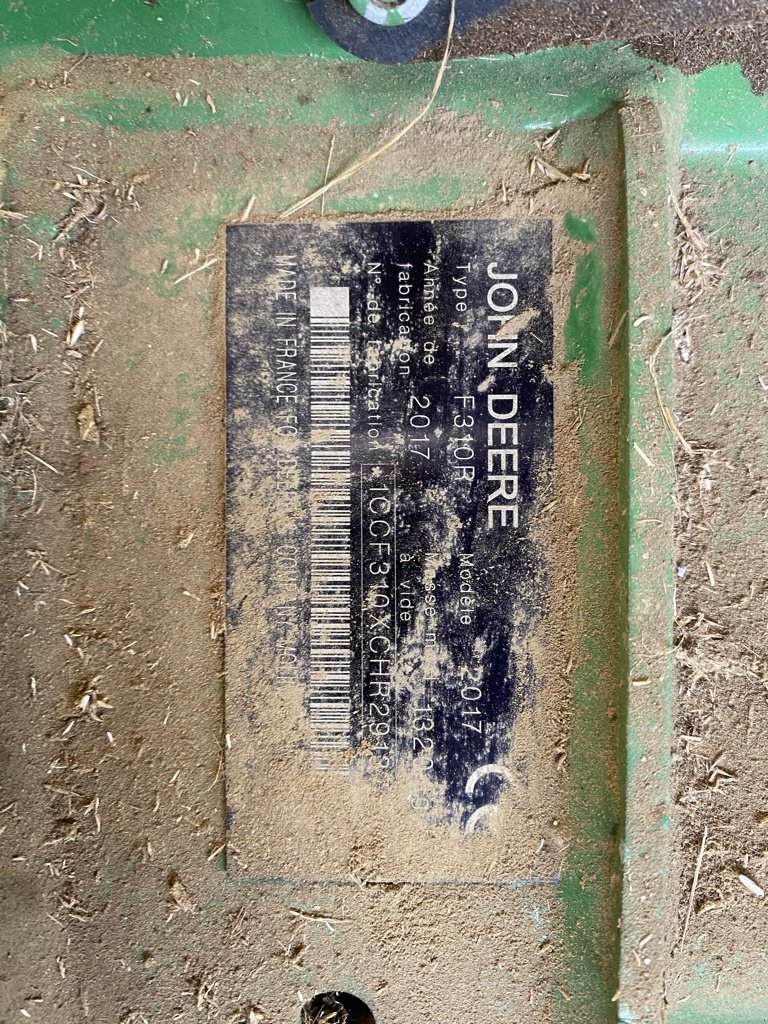 JOHN DEERE
Type F310R Modèle 2017
Année de
fabrication 2017 à vide
N° de fabrication *1CCF310XCHR291
MADE IN FRANCE